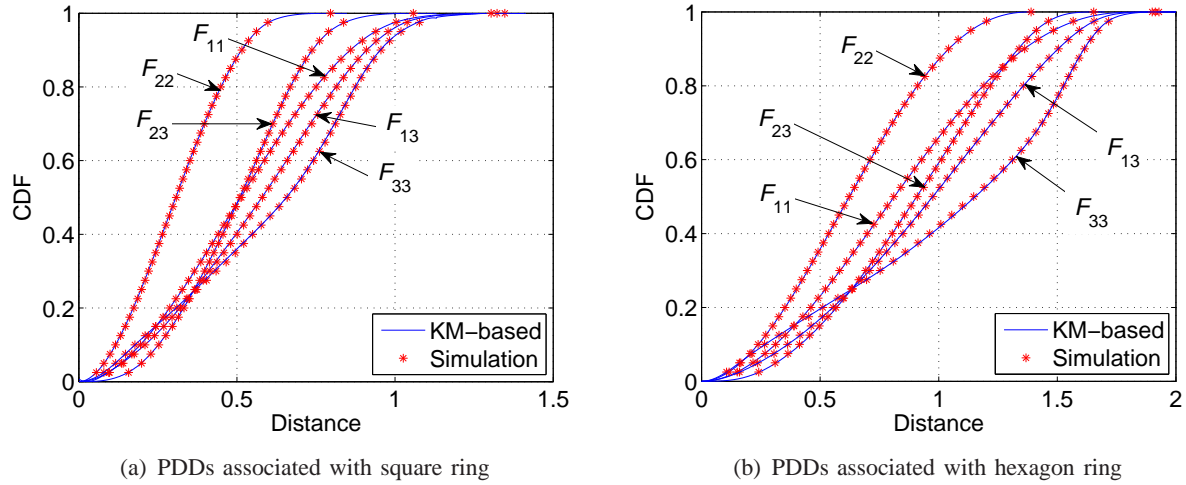 1
0.8
0.6
0.4
0.2
0
CDF
0
0.5
1
1.5
Distance
F11
F22
F23
F13
F33
KM−based
Simulation
(a) PDDs associated with square ring
1
0.8
0.6
0.4
0.2
0
CDF
0
0.5
1
1.5
2
Distance
F22
F23
F11
F13
F33
KM−based
Simulation
(b) PDDs associated with hexagon ring